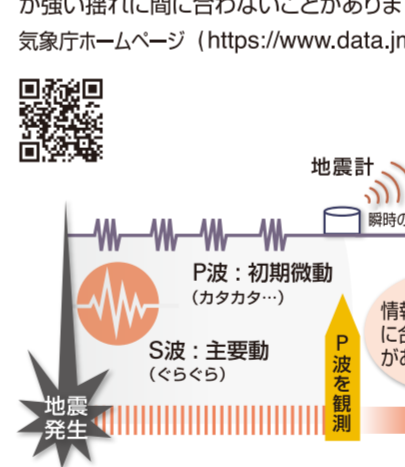 が強い揺れに間に合わないことがありま
気象庁ホームページ（https://www.data.jm
地震計
瞬時の
P波：初期微動
（カタカタ…）
S波：主要動
（ぐらぐら）
情報
に合
があ
P波を観測
地震
発生